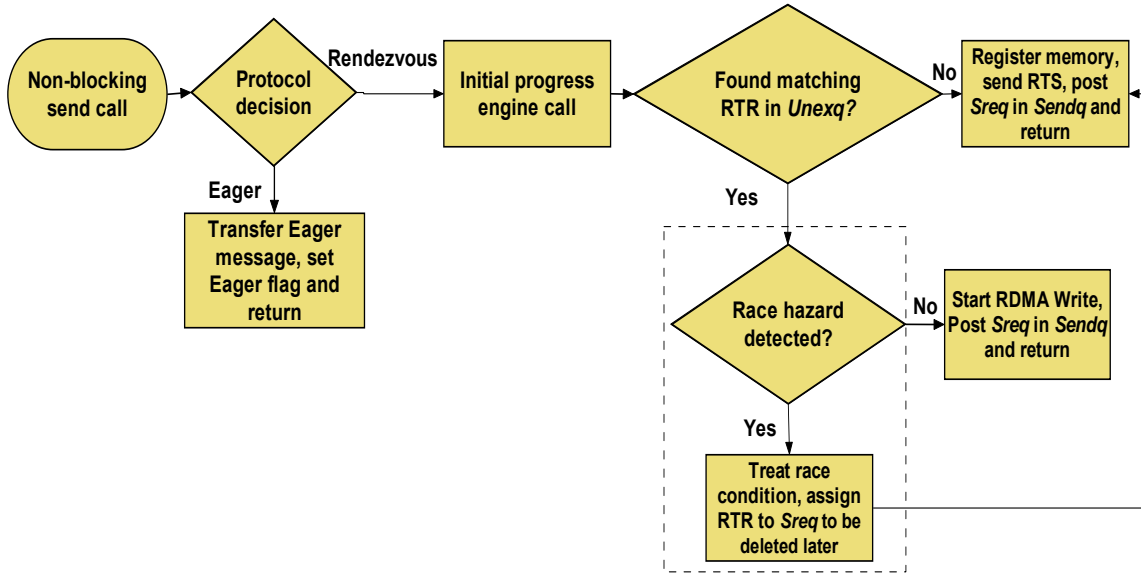 Non-blocking
send call
Protocol
decision
Rendezvous
Initial progress
engine call
Found matching
RTR in Unexq?
No
Register memory,
send RTS, post
Sreq in Sendq and
return
Eager
Transfer Eager
message, set
Eager flag and
return
Yes
Race hazard
detected?
No
Start RDMA Write,
Post Sreq in Sendq
and return
Yes
Treat race
condition, assign
RTR to Sreq to be
deleted later